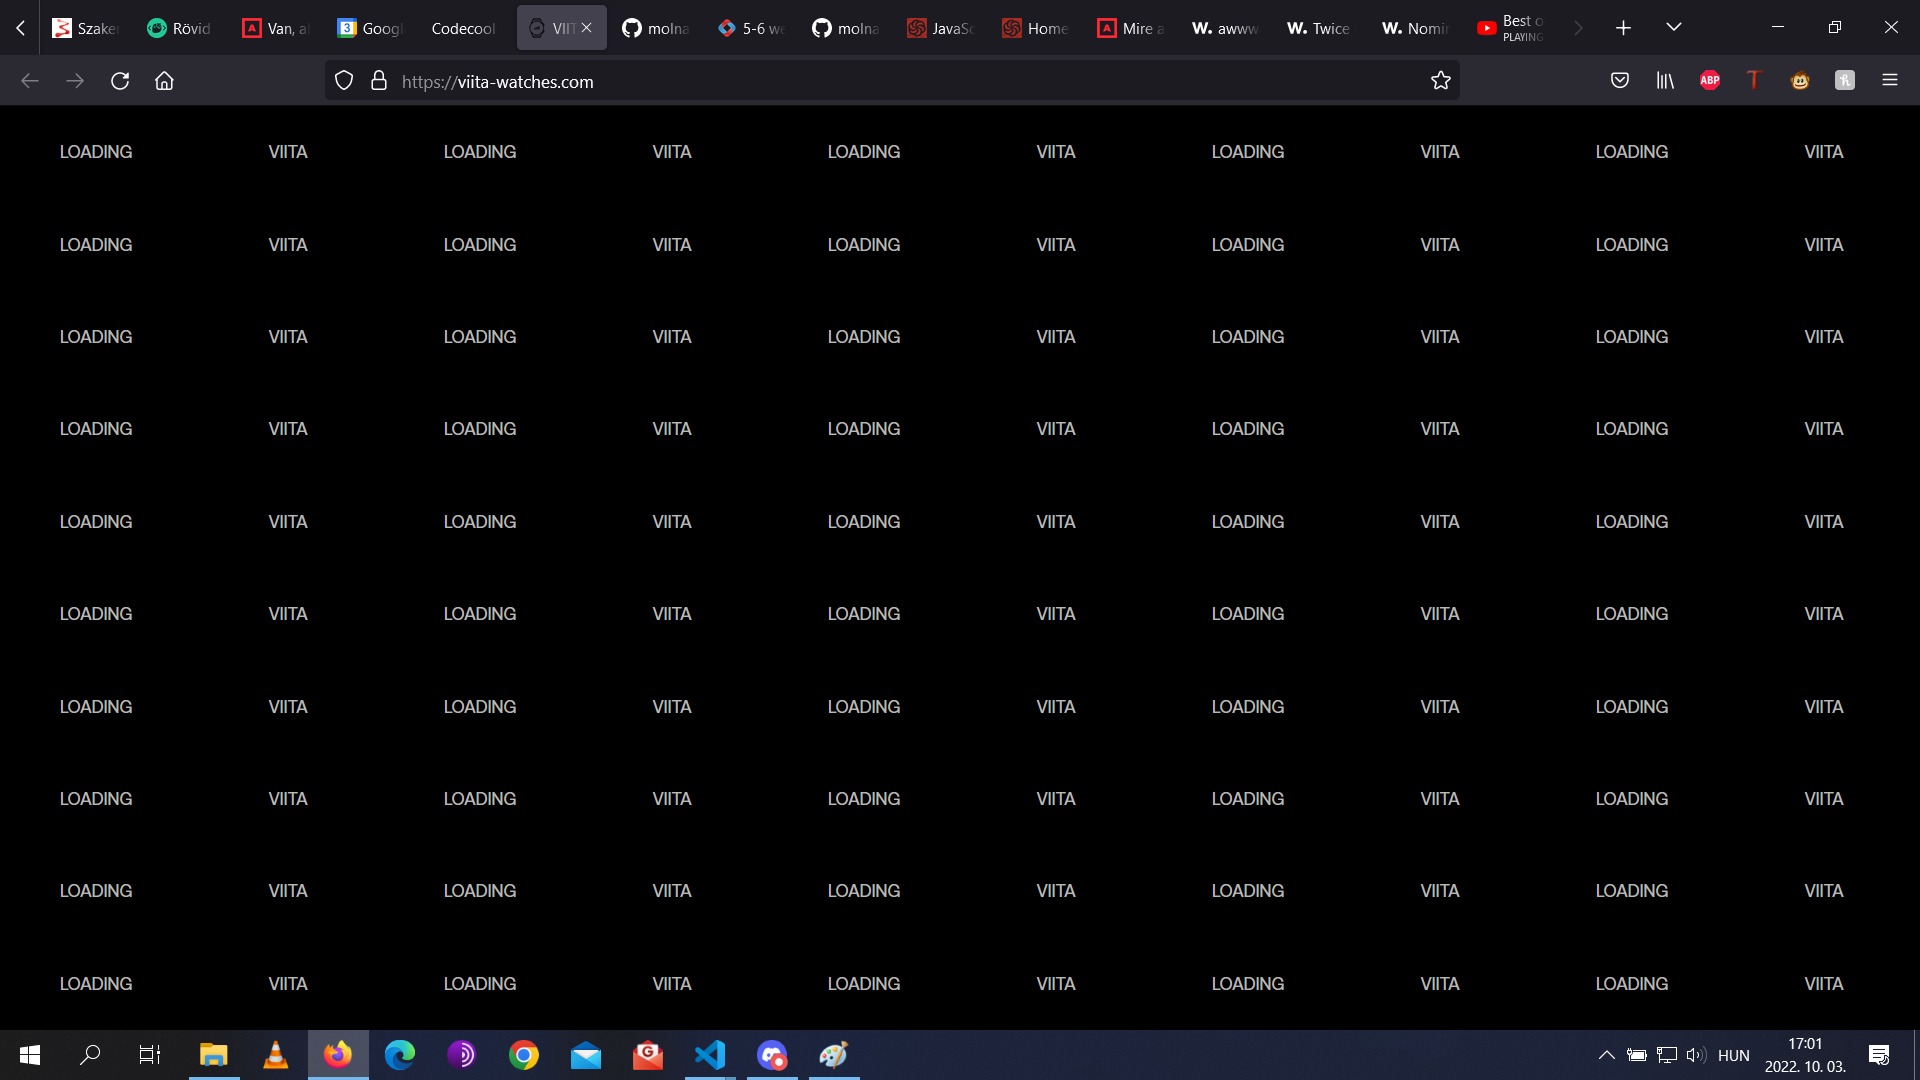 Szake
Rövid
Van, a
Googl
Codecool
VIIT
molna
5-6 we
molna
JavaSc
Home
Mire a
W. awww
W. Twice
W. Nomin
Best o
PLAYING
https://viita-watches.com
ABP
LOADING VIITA LOADING VIITA LOADING VIITA LOADING VIITA LOADING VIITA
LOADING VIITA LOADING VIITA LOADING VIITA LOADING VIITA LOADING VIITA
LOADING VIITA LOADING VIITA LOADING VIITA LOADING VIITA LOADING VIITA
LOADING VIITA LOADING VIITA LOADING VIITA LOADING VIITA LOADING VIITA
LOADING VIITA LOADING VIITA LOADING VIITA LOADING VIITA LOADING VIITA
LOADING VIITA LOADING VIITA LOADING VIITA LOADING VIITA LOADING VIITA
LOADING VIITA LOADING VIITA LOADING VIITA LOADING VIITA LOADING VIITA
LOADING VIITA LOADING VIITA LOADING VIITA LOADING VIITA LOADING VIITA
LOADING VIITA LOADING VIITA LOADING VIITA LOADING VIITA LOADING VIITA
LOADING VIITA LOADING VIITA LOADING VIITA LOADING VIITA LOADING VIITA
HUN
17:01
2022. 10. 03.